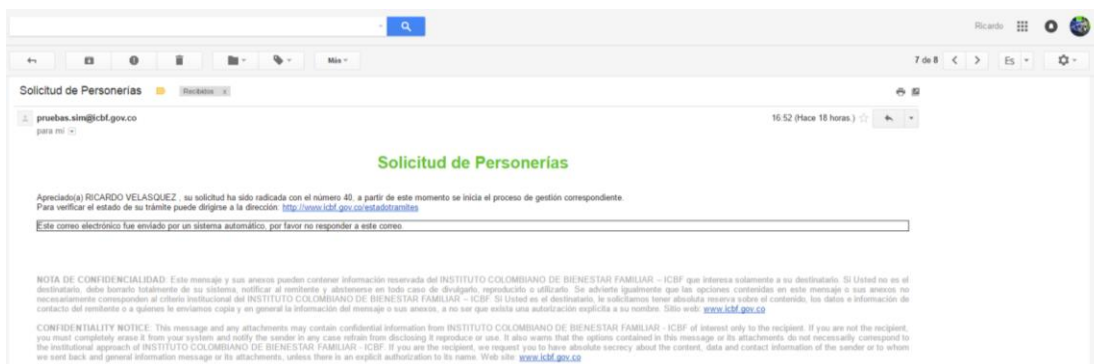 Ricardo
Más
7 de 8
Es
Solicitud de Personerías
Recibidos x
pruebas.sim@icbf.gov.co
16:52 (Hace 18 horas.)
para mí
Solicitud de Personerías
Apreciado(a) RICARDO VELASQUEZ , su solicitud ha sido radicada con el número 40, a partir de este momento se inicia el proceso de gestión correspondiente.
Para verificar el estado de su trámite puede dirigirse a la dirección: http://www.icbf.gov.co/estadotramites
Este correo electrónico fue enviado por un sistema automático, por favor no responder a este correo.
NOTA DE CONFIDENCIALIDAD: Este mensaje y sus anexos pueden contener información reservada del INSTITUTO COLOMBIANO DE BIENESTAR FAMILIAR – ICBF que interesa solamente a su destinatario. Si Usted no es el
destinatario, debe borrarlo totalmente de su sistema, notificar al remitente y abstenerse en todo caso de divulgarlo, reproducirlo o utilizarlo. Se advierte igualmente que las opciones contenidas en este mensaje o sus anexos no
necesariamente corresponden al criterio institucional del INSTITUTO COLOMBIANO DE BIENESTAR FAMILIAR – ICBF. Si Usted es el destinatario, le solicitamos tener absoluta reserva sobre el contenido, los datos e información de
contacto del remitente o a quienes le enviamos copia y en general la información del mensaje o sus anexos, a no ser que exista una autorización explícita a su nombre. Sitio web: www.icbf.gov.co
CONFIDENTIALITY NOTICE: This message and any attachments may contain confidential information from INSTITUTO COLOMBIANO DE BIENESTAR FAMILIAR - ICBF of interest only to the recipient. If you are not the recipient,
you must completely erase it from your system and notify the sender in any case refrain from disclosing it reproduce or use. It also warns that the options contained in this message or its attachments do not necessarily correspond to
the institutional approach of INSTITUTO COLOMBIANO DE BIENESTAR FAMILIAR - ICBF. If you are the recipient, we request you to have absolute secrecy about the content, data and contact information of the sender or to whom
we sent back and general information message or its attachments, unless there is an explicit authorization to its name. Web site: www.icbf.gov.co